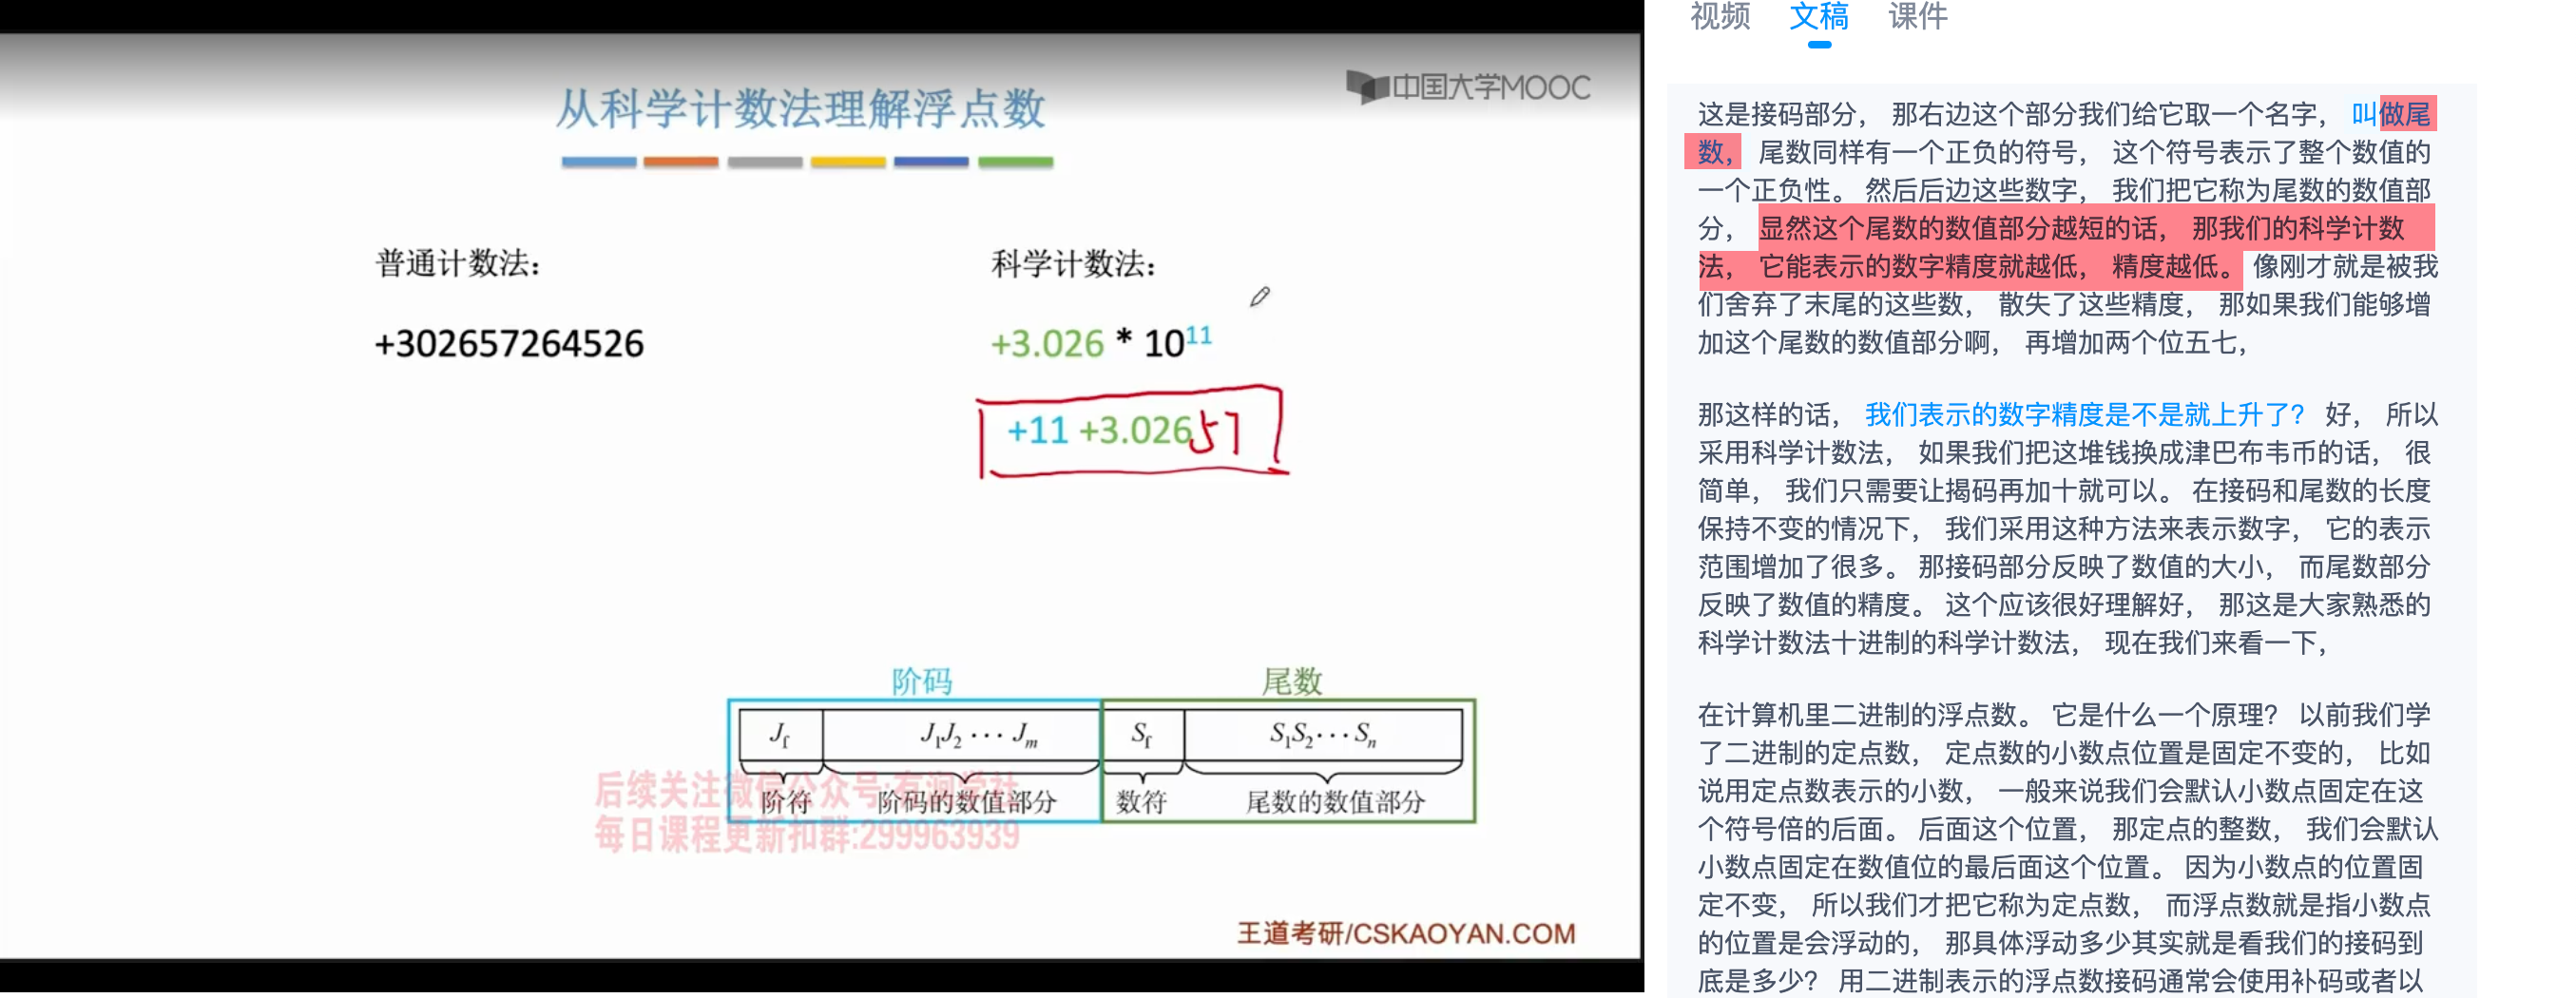 从科学计数法理解浮点数
中国大学MOOC
普通计数法：
+302657264526
科学计数法：
+3.026 * 10¹¹
+11 +3.02657
阶码
尾数
Jf J1J2 ··· Jm Sf S1S2 ··· Sn
阶符 阶码的数值部分 数符 尾数的数值部分
后续关注微信公众号:有洞学社
每日课程更新扣群:299963939
王道考研/CSKAOYAN.COM
视频 文稿 课件
这是接码部分， 那右边这个部分我们给它取一个名字， 叫做尾
数， 尾数同样有一个正负的符号， 这个符号表示了整个数值的
一个正负性。 然后后边这些数字， 我们把它称为尾数的数值部
分， 显然这个尾数的数值部分越短的话， 那我们的科学计数
法， 它能表示的数字精度就越低， 精度越低。 像刚才就是被我
们舍弃了末尾的这些数， 散失了这些精度， 那如果我们能够增
加这个尾数的数值部分啊， 再增加两个位五七，
那这样的话， 我们表示的数字精度是不是就上升了？ 好， 所以
采用科学计数法， 如果我们把这堆钱换成津巴布韦币的话， 很
简单， 我们只需要让揭码再加十就可以。 在接码和尾数的长度
保持不变的情况下， 我们采用这种方法来表示数字， 它的表示
范围增加了很多。 那接码部分反映了数值的大小， 而尾数部分
反映了数值的精度。 这个应该很好理解好， 那这是大家熟悉的
科学计数法十进制的科学计数法， 现在我们来看一下，
在计算机里二进制的浮点数。 它是什么一个原理？ 以前我们学
了二进制的定点数， 定点数的小数点位置是固定不变的， 比如
说用定点数表示的小数， 一般来说我们会默认小数点固定在这
个符号倍的后面。 后面这个位置， 那定点的整数， 我们会默认
小数点固定在数值位的最后面这个位置。 因为小数点的位置固
定不变， 所以我们才把它称为定点数， 而浮点数就是指小数点
的位置是会浮动的， 那具体浮动多少其实就是看我们的接码到
底是多少？ 用二进制表示的浮点数接码通常会使用补码或者以